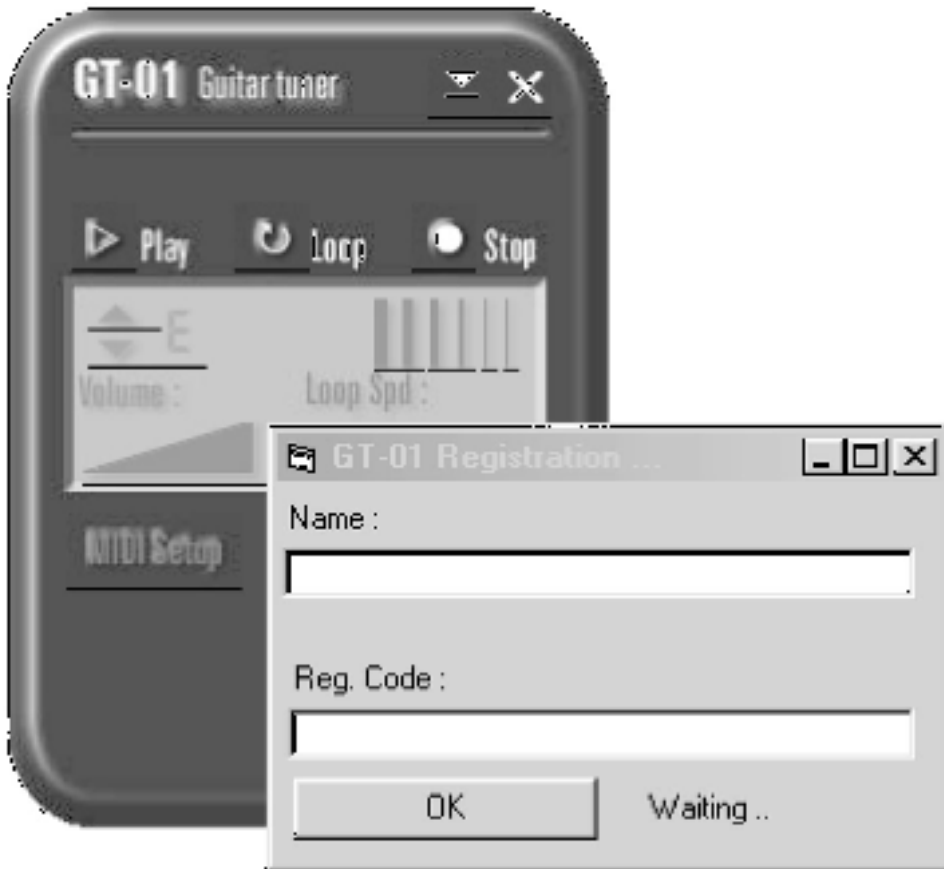 GT-01 Guitar tuner
Play Loop Stop
E
Volume : Loop Spd :
MIDI Setup
GT-01 Registration ...
Name :
Reg. Code :
OK Waiting ..